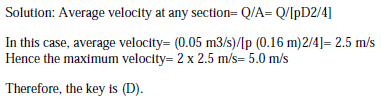 Solution: Average velocity at any section= Q/A= Q/[pD2/4]
In this case, average velocity= (0.05 m3/s)/[p (0.16 m)2/4]= 2.5 m/s
Hence the maximum velocity= 2 x 2.5 m/s= 5.0 m/s
Therefore, the key is (D).